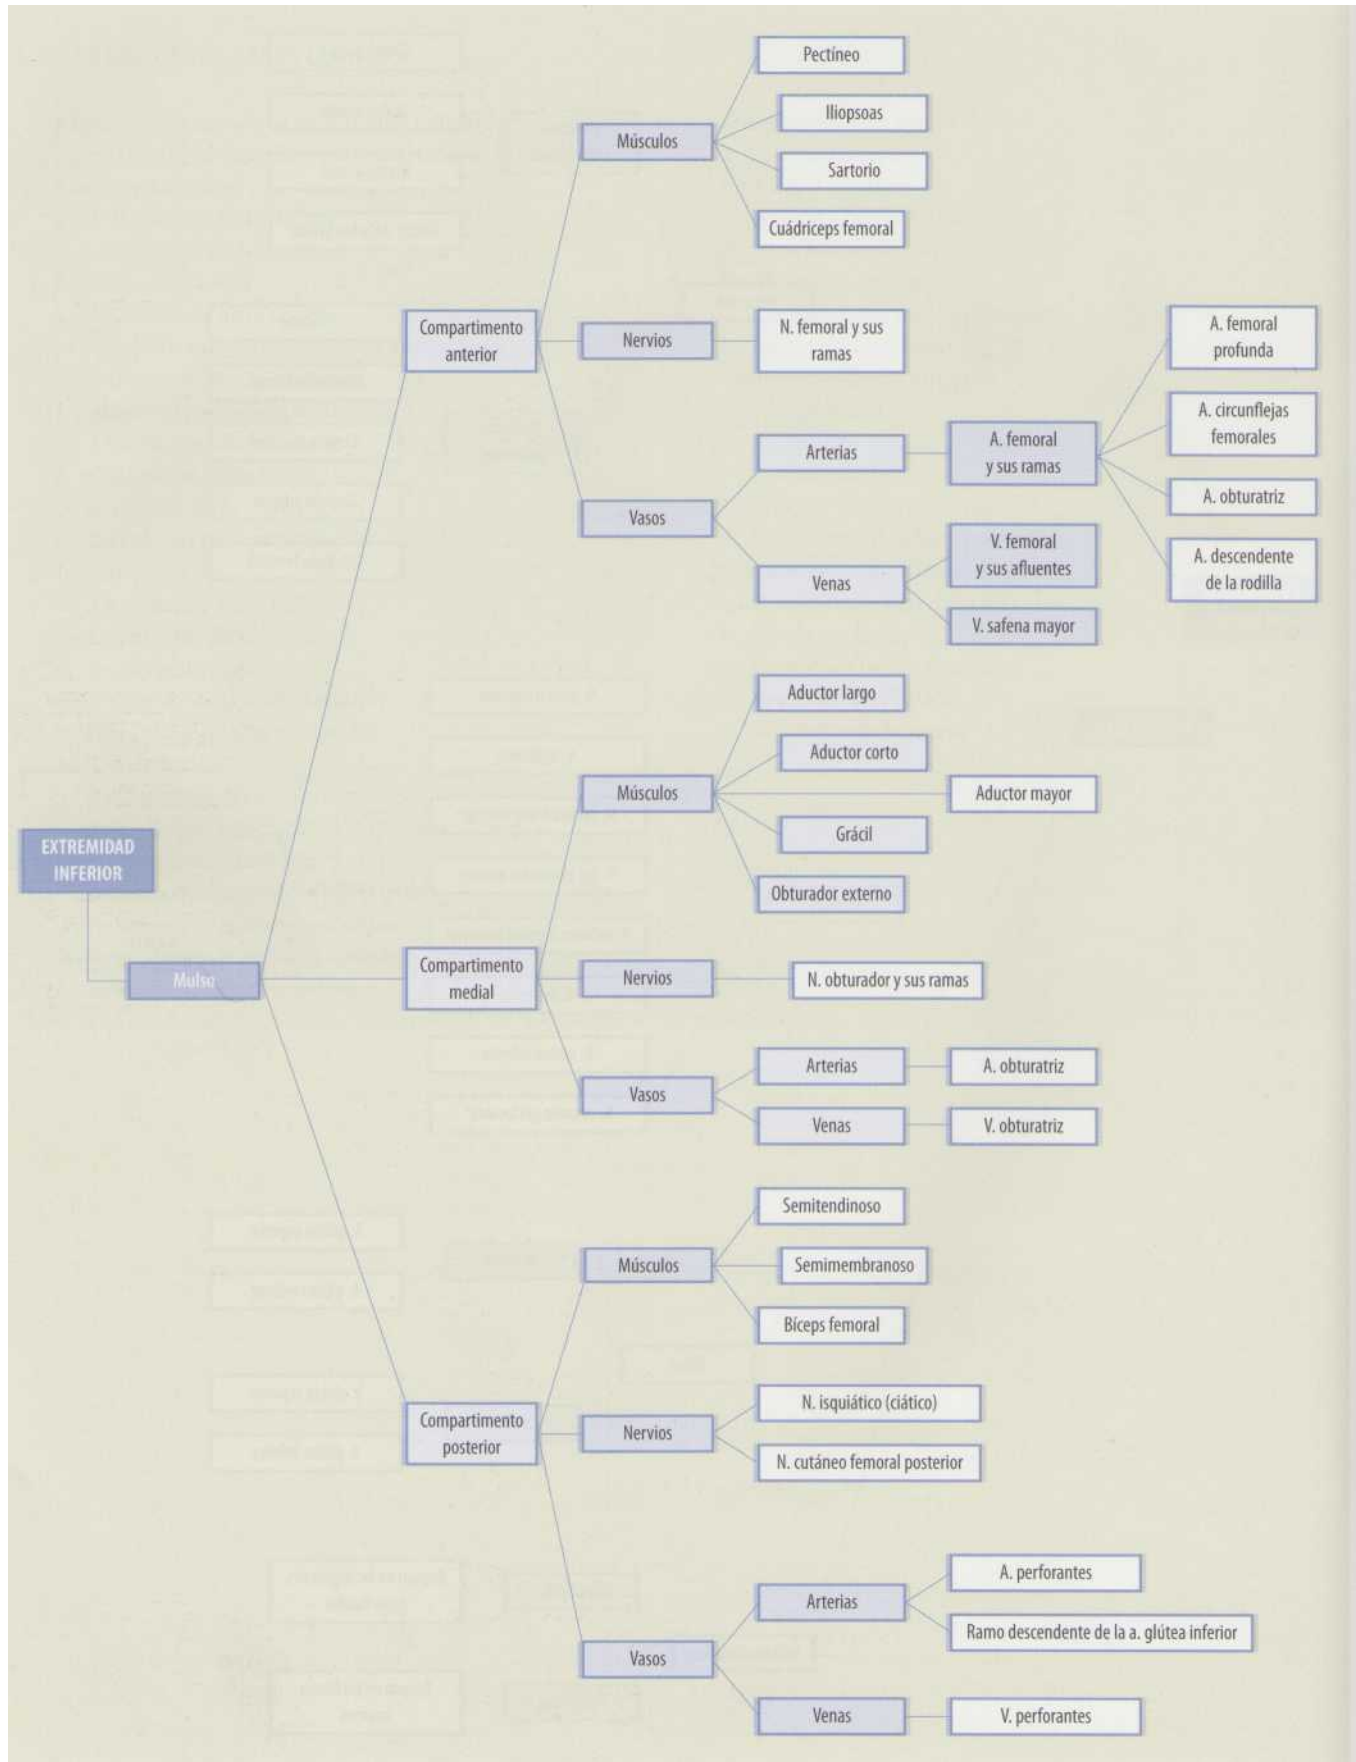 EXTREMIDAD
INFERIOR
Mulso
Compartimento
anterior
Músculos
Pectíneo
Iliopsoas
Sartorio
Cuádriceps femoral
Nervios
N. femoral y sus
ramas
Vasos
Arterias
A. femoral
y sus ramas
A. femoral
profunda
A. circunflejas
femorales
A. obturatriz
A. descendente
de la rodilla
Venas
V. femoral
y sus afluentes
V. safena mayor
Compartimento
medial
Músculos
Aductor largo
Aductor corto
Aductor mayor
Grácil
Obturador externo
Nervios
N. obturador y sus ramas
Vasos
Arterias
A. obturatriz
Venas
V. obturatriz
Compartimento
posterior
Músculos
Semitendinoso
Semimembranoso
Bíceps femoral
Nervios
N. isquiático (ciático)
N. cutáneo femoral posterior
Vasos
Arterias
A. perforantes
Ramo descendente de la a. glútea inferior
Venas
V. perforantes